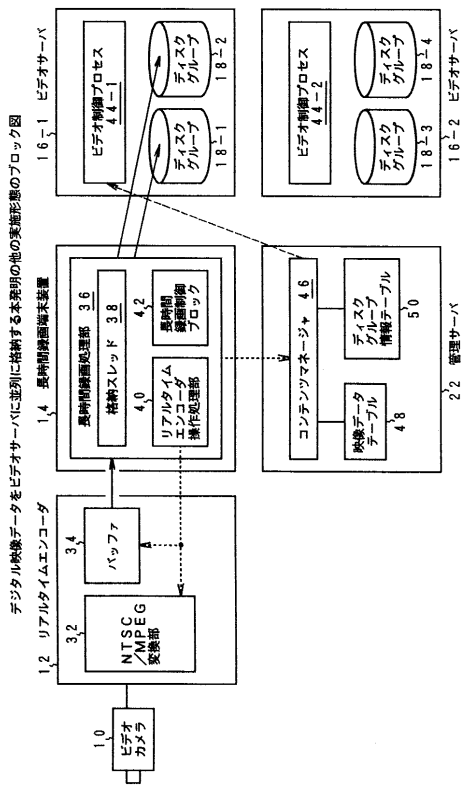 デジタル映像データをビデオサーバに並列に格納する本発明の他の実施形態のブロック図
10
ビデオ
カメラ
12 リアルタイムエンコーダ
32
NTSC
/MPEG
変換部
34
バッファ
14 長時間録画端末装置
長時間録画処理部 36
格納スレッド 38
40
リアルタイム
エンコーダ
操作処理部
42
長時間
録画制御
ブロック
16-1 ビデオサーバ
ビデオ制御プロセス
44-1
ディスク
グループ
18-1
ディスク
グループ
18-2
コンテンツマネージャ 46
映像データ
テーブル
48
ディスク
グループ
情報テーブル
50
22 管理サーバ
ビデオ制御プロセス
44-2
ディスク
グループ
18-3
ディスク
グループ
18-4
16-2 ビデオサーバ